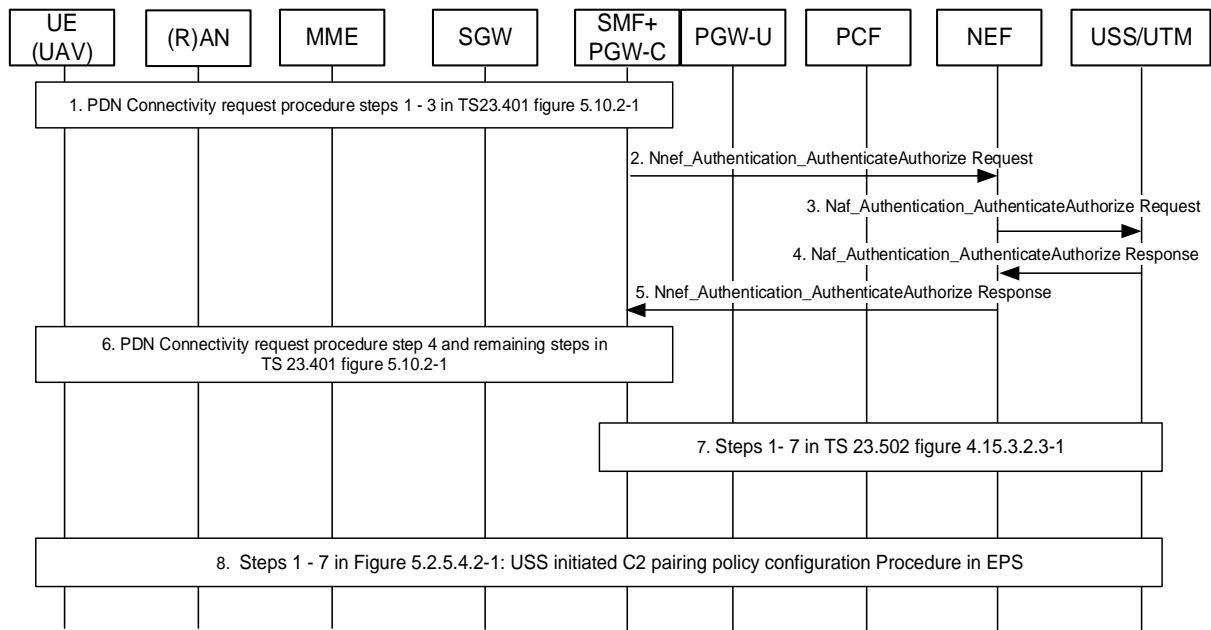 UE
(UAV)
(R)AN
MME
SGW
SMF+
PGW-C
PGW-U
PCF
NEF
USS/UTM
1. PDN Connectivity request procedure steps 1 - 3 in TS23.401 figure 5.10.2-1
2. Nnef_Authentication_AuthenticateAuthorize Request
3. Naf_Authentication_AuthenticateAuthorize Request
4. Naf_Authentication_AuthenticateAuthorize Response
5. Nnef_Authentication_AuthenticateAuthorize Response
6. PDN Connectivity request procedure step 4 and remaining steps in
TS 23.401 figure 5.10.2-1
7. Steps 1- 7 in TS 23.502 figure 4.15.3.2.3-1
8. Steps 1 - 7 in Figure 5.2.5.4.2-1: USS initiated C2 pairing policy configuration Procedure in EPS